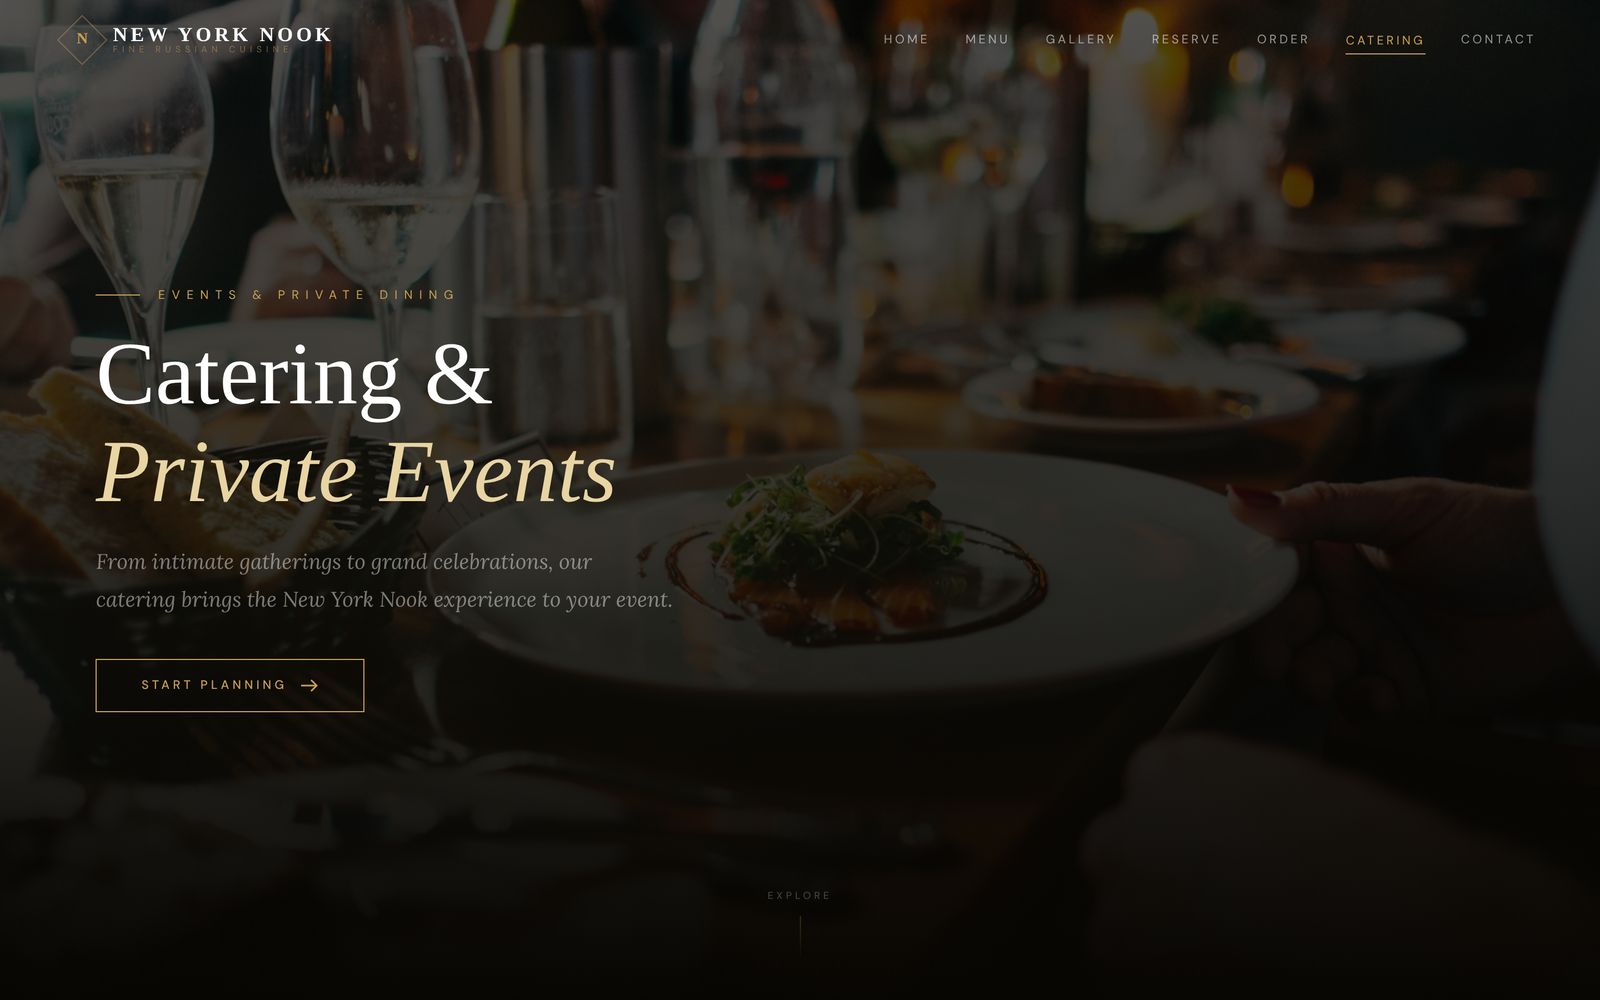 N
NEW YORK NOOK
FINE RUSSIAN CUISINE
HOME
MENU
GALLERY
RESERVE
ORDER
CATERING
CONTACT
EVENTS & PRIVATE DINING
Catering &
Private Events
From intimate gatherings to grand celebrations, our
catering brings the New York Nook experience to your event.
START PLANNING
EXPLORE